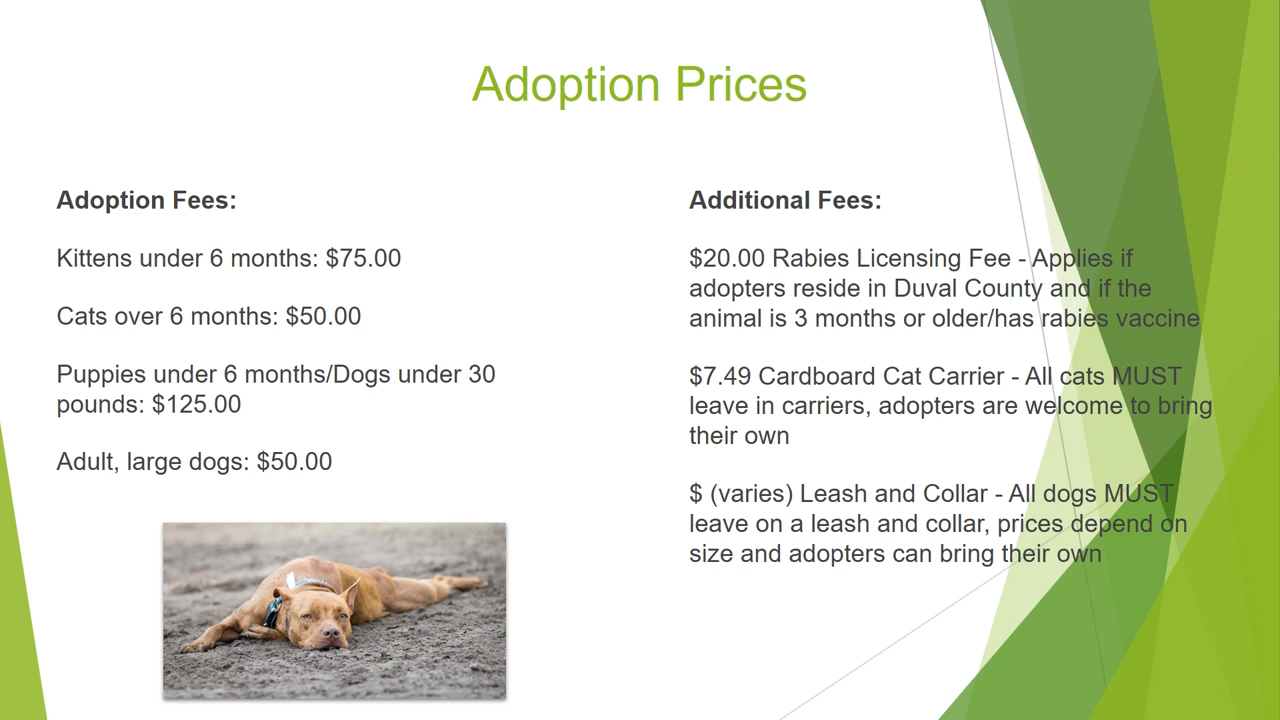 Adoption Prices
Adoption Fees:
Kittens under 6 months: $75.00
Cats over 6 months: $50.00
Puppies under 6 months/Dogs under 30
pounds: $125.00
Adult, large dogs: $50.00
Additional Fees:
$20.00 Rabies Licensing Fee - Applies if
adopters reside in Duval County and if the
animal is 3 months or older/has rabies vaccine
$7.49 Cardboard Cat Carrier - All cats MUST
leave in carriers, adopters are welcome to bring
their own
$ (varies) Leash and Collar - All dogs MUST
leave on a leash and collar, prices depend on
size and adopters can bring their own